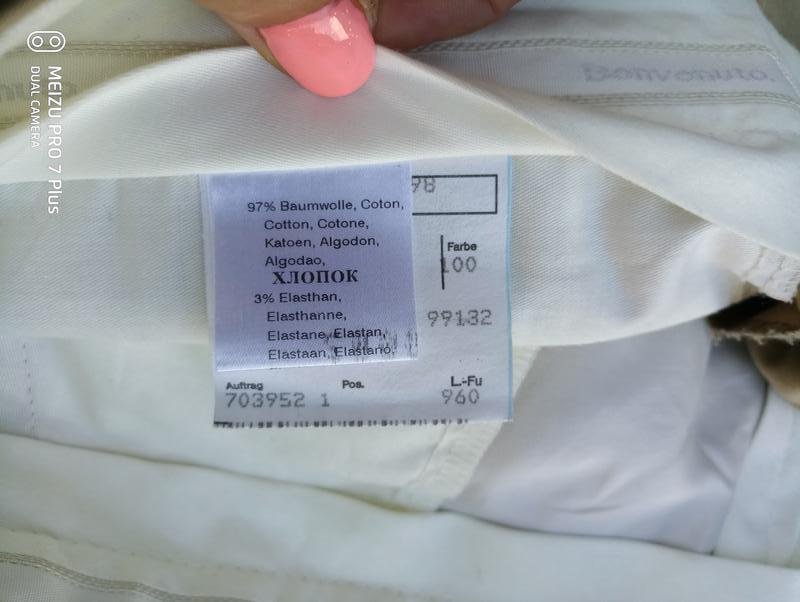 MEIZU PRO 7 Plus
DUAL CAMERA
Benvenuto.
97% Baumwolle, Coton,
Cotton, Cotone,
Katoen, Algodon,
Algodao,
ХЛОПОК
3% Elasthan,
Elasthanne,
Elastane, Elastan,
Elastaan, Elastano,
98
Farbe
100
99132
Auftrag Pos. L.-Fu
703952 1 960